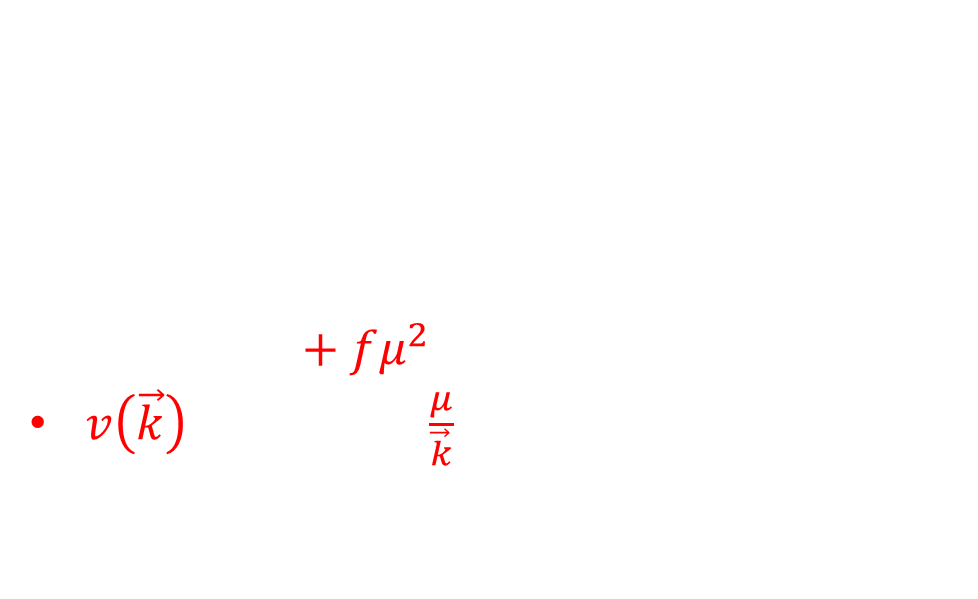 + 𝑓𝜇²
• 𝑣(k⃗) 𝜇/k⃗